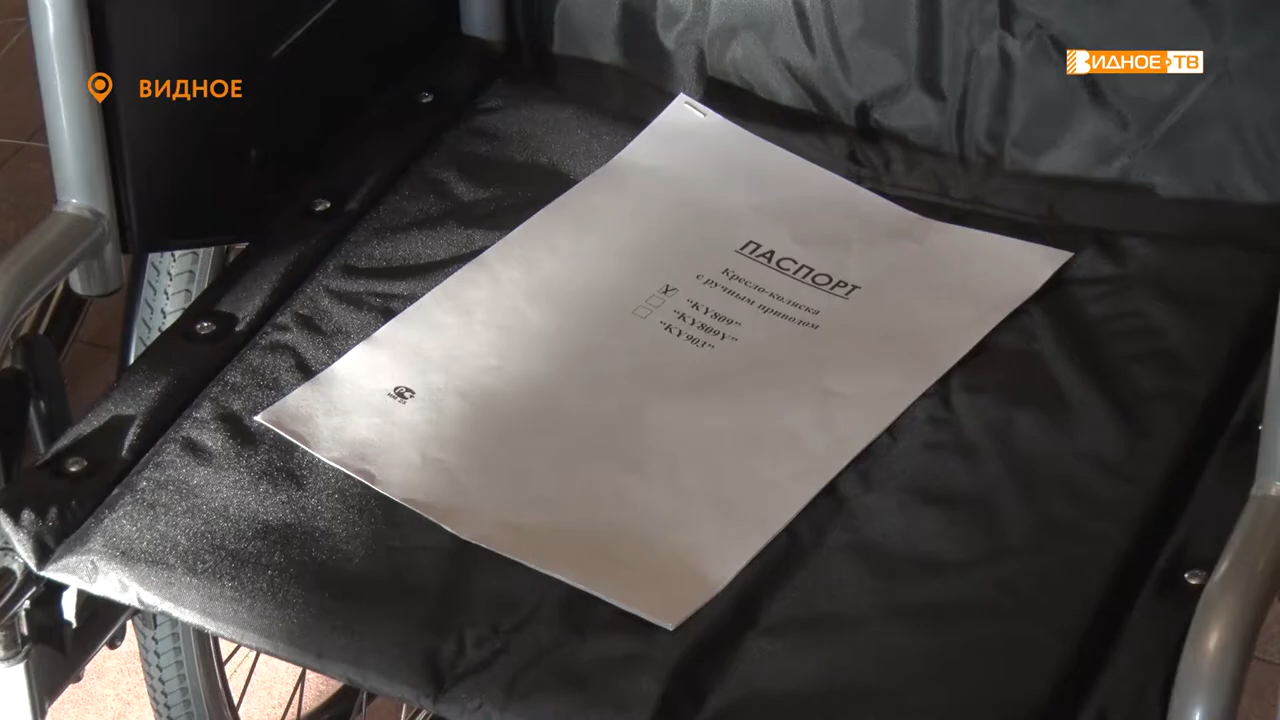 ВИДНОЕ
ВИДНОЕ ТВ
ПАСПОРТ
Кресло-коляска
с ручным приводом
"KY809"
"KY809Y"
"KY903"